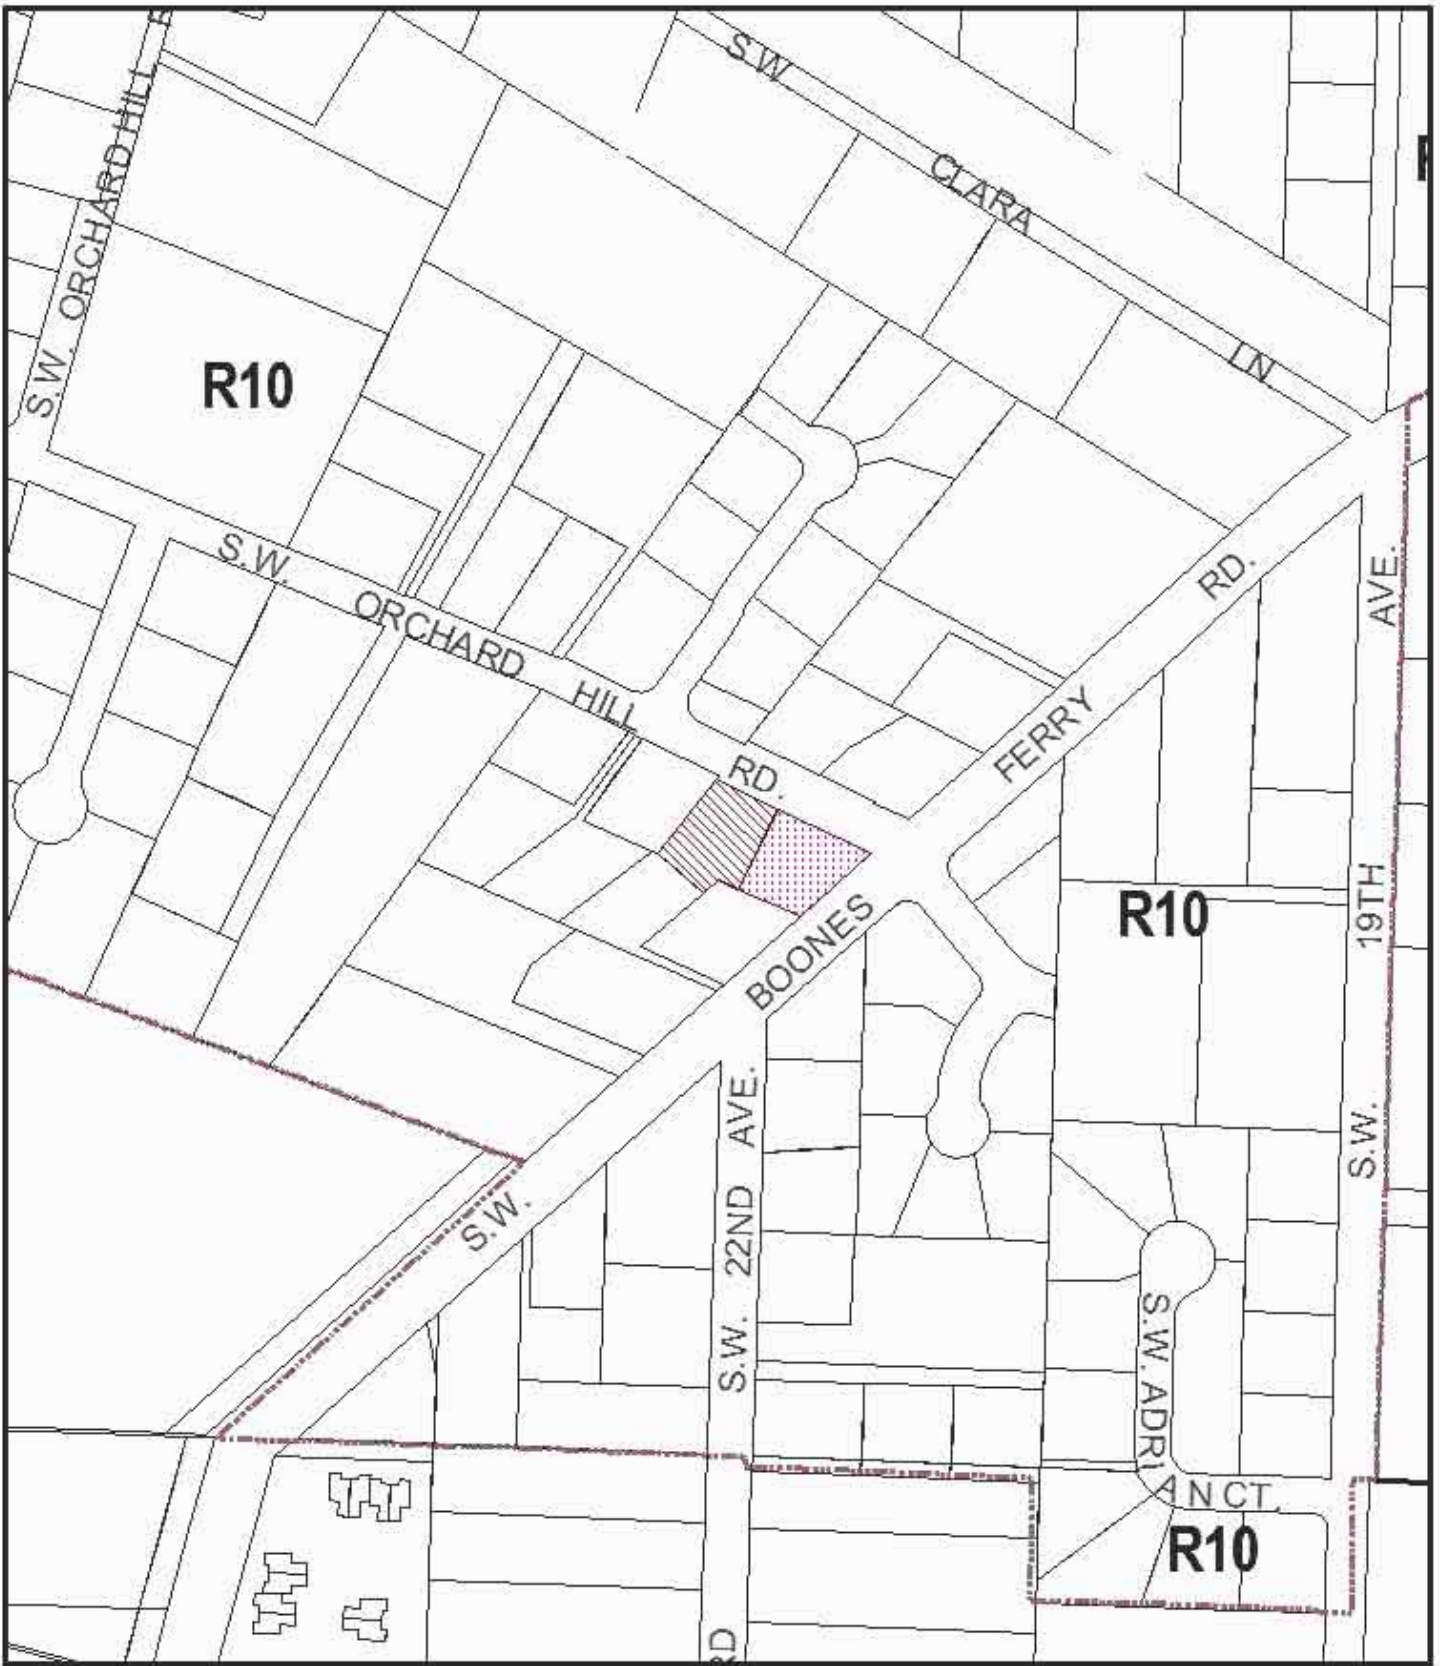 S.W. ORCHARD HILL
S.W
CLARA
LN
R10
S.W.
ORCHARD
HILL
RD.
S.W.
BOONES
FERRY
RD.
R10
S.W.
19TH
AVE.
S.W. 22ND AVE.
S.W. ADRIAN CT.
R10
RD